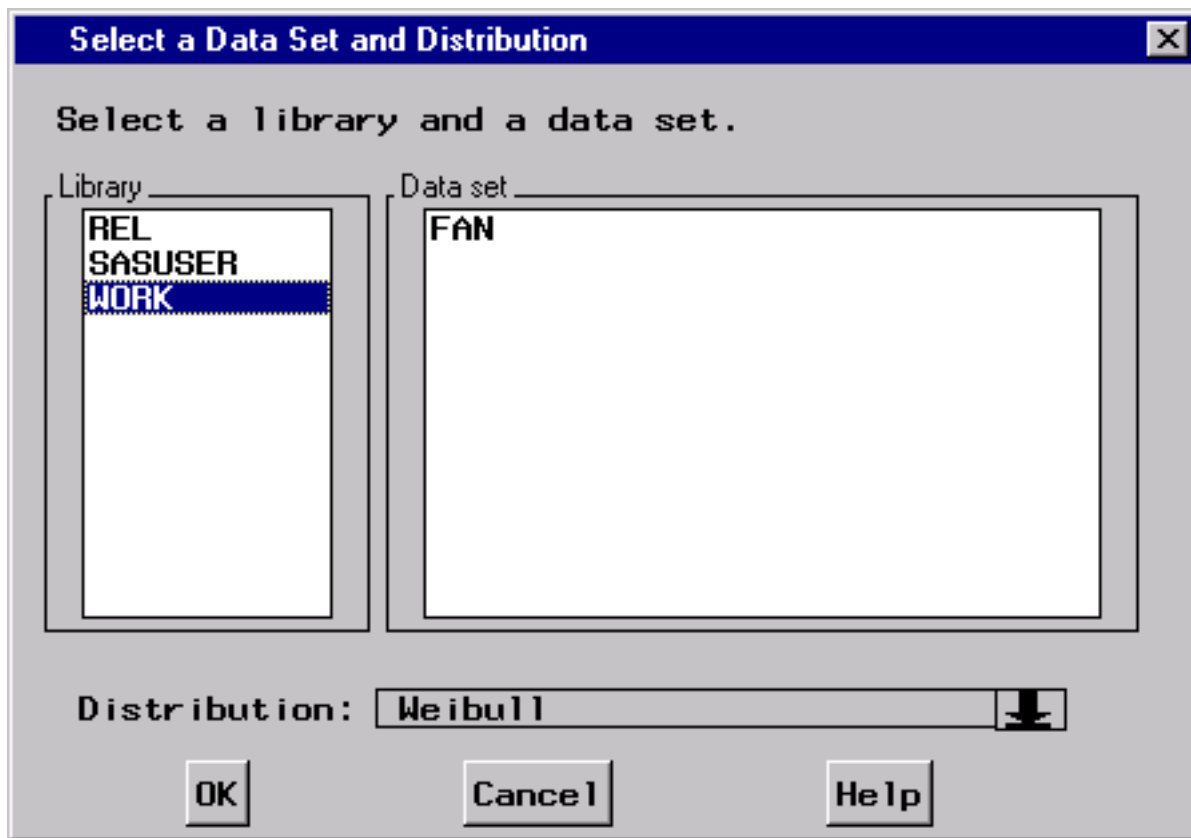 Select a Data Set and Distribution
Select a library and a data set.
Library
REL
SASUSER
WORK
Data set
FAN
Distribution: Weibull
OK Cancel Help